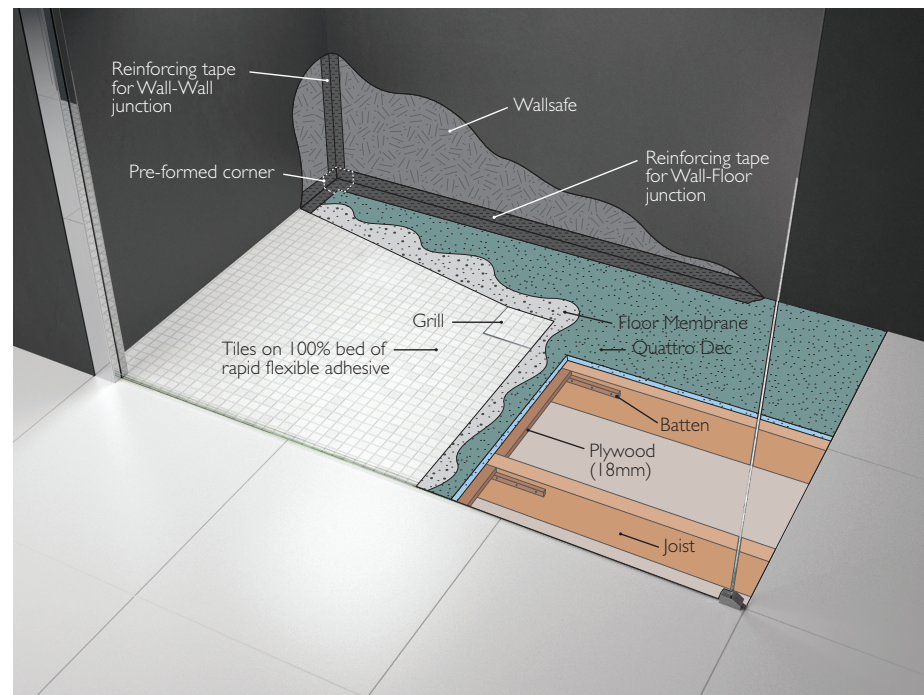 Reinforcing tape
for Wall-Wall
junction
Wallsafe
Pre-formed corner
Reinforcing tape
for Wall-Floor
junction
Grill
Floor Membrane
Tiles on 100% bed of
rapid flexible adhesive
Quattro Dec
Batten
Plywood
(18mm)
Joist